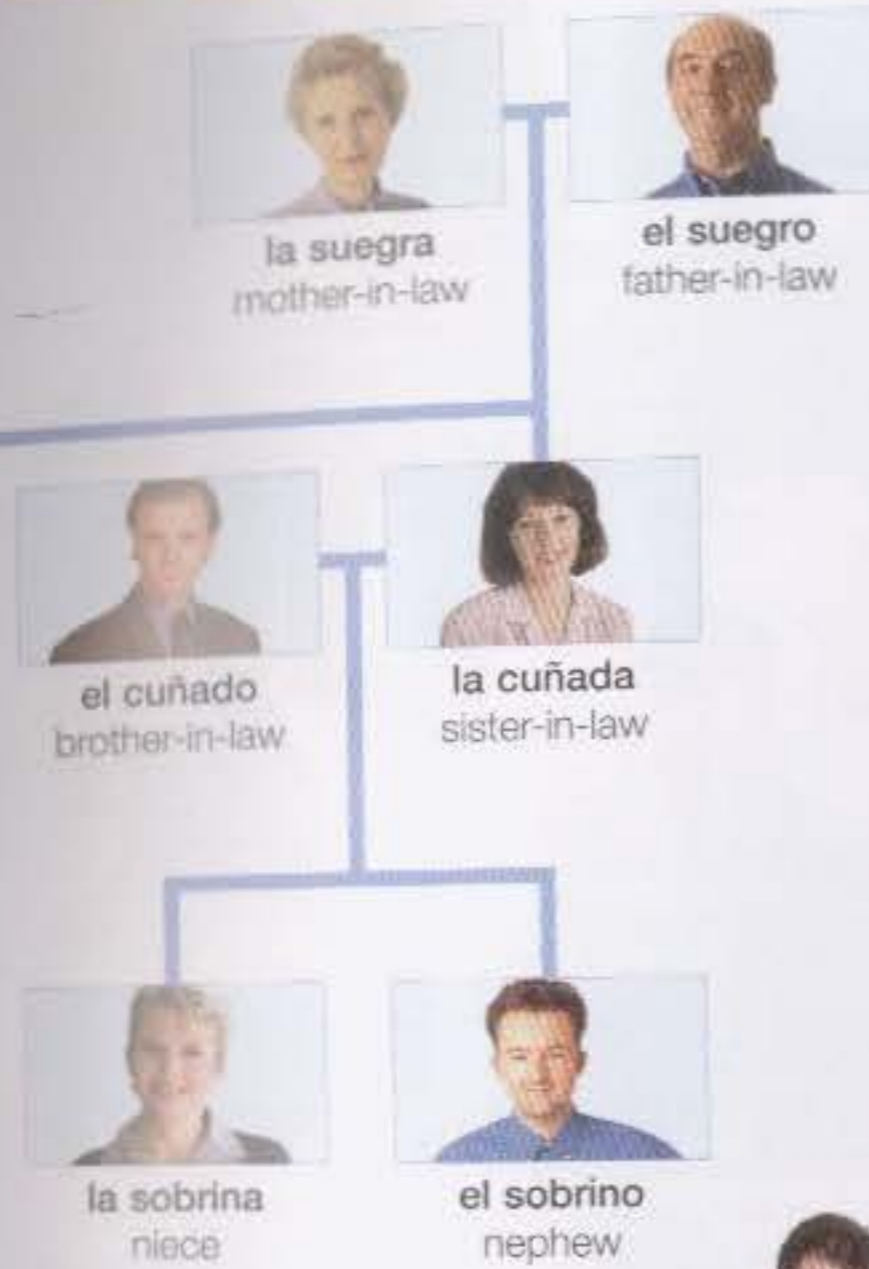 la suegra
mother-in-law
el suegro
father-in-law
el cuñado
brother-in-law
la cuñada
sister-in-law
la sobrina
niece
el sobrino
nephew